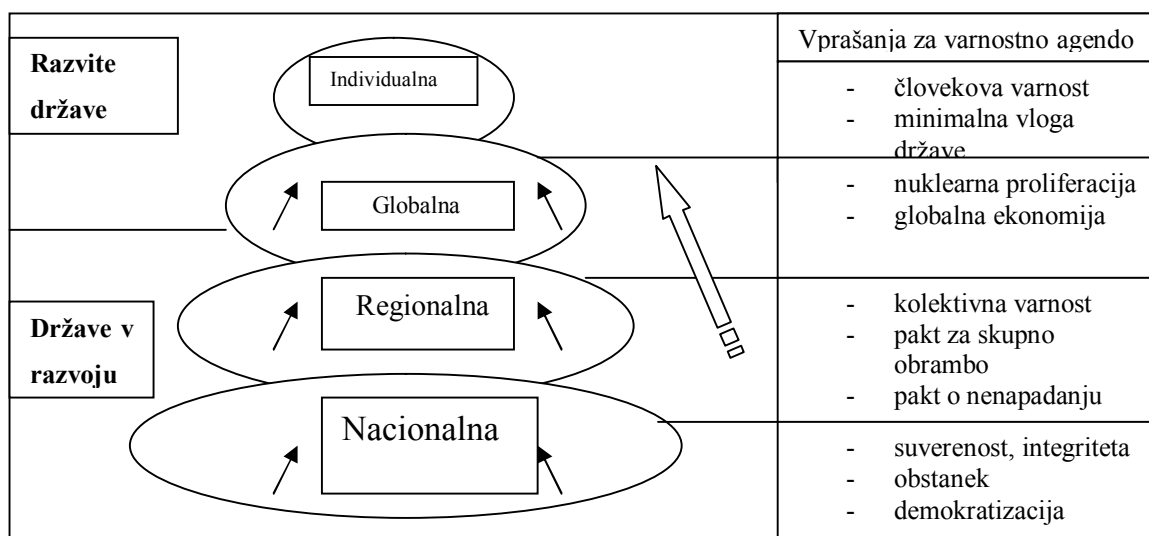 Razvite
države
Individualna
Globalna
Države v
razvoju
Regionalna
Nacionalna
Vprašanja za varnostno agendo
- človekova varnost
- minimalna vloga
države
- nuklearna proliferacija
- globalna ekonomija
- kolektivna varnost
- pakt za skupno
obrambo
- pakt o nenapadanju
- suverenost, integriteta
- obstanek
- demokratizacija